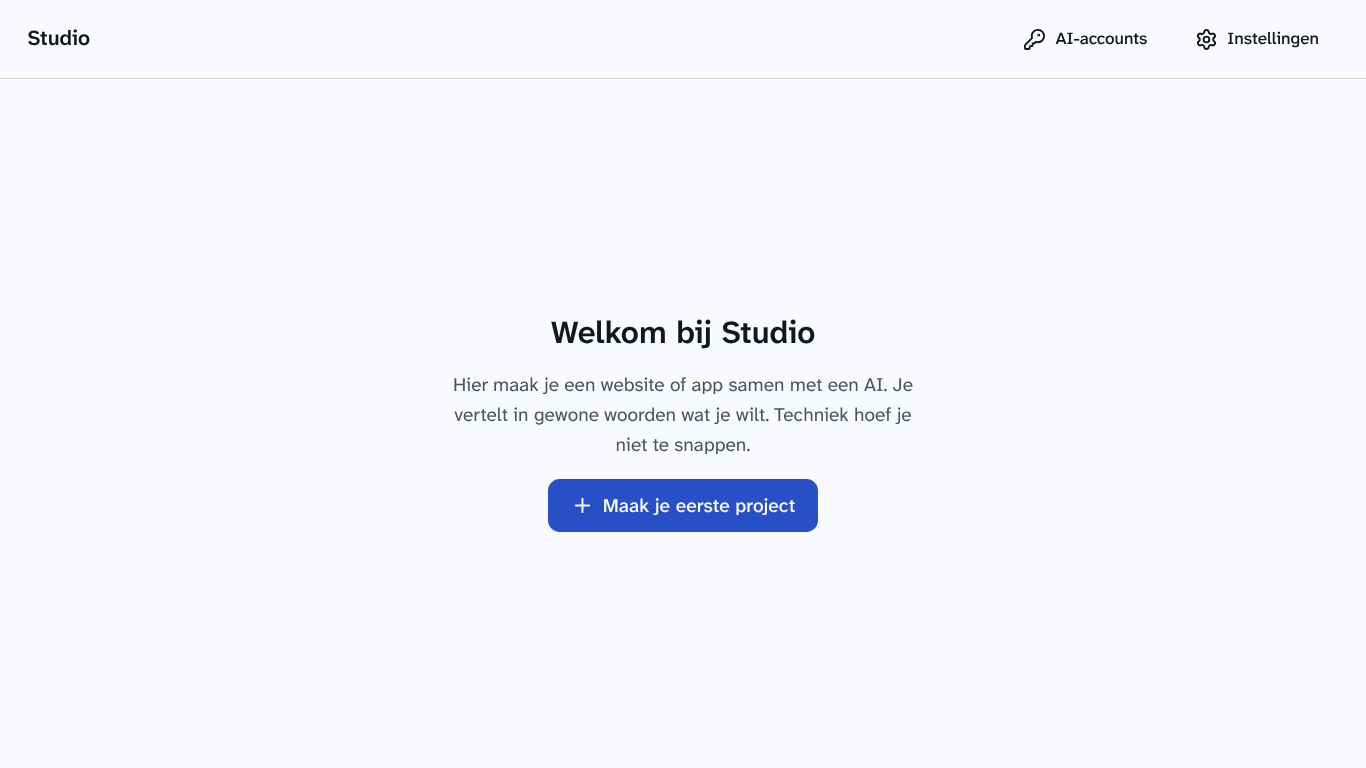 Studio
AI-accounts
Instellingen
Welkom bij Studio
Hier maak je een website of app samen met een AI. Je
vertelt in gewone woorden wat je wilt. Techniek hoef je
niet te snappen.
Maak je eerste project